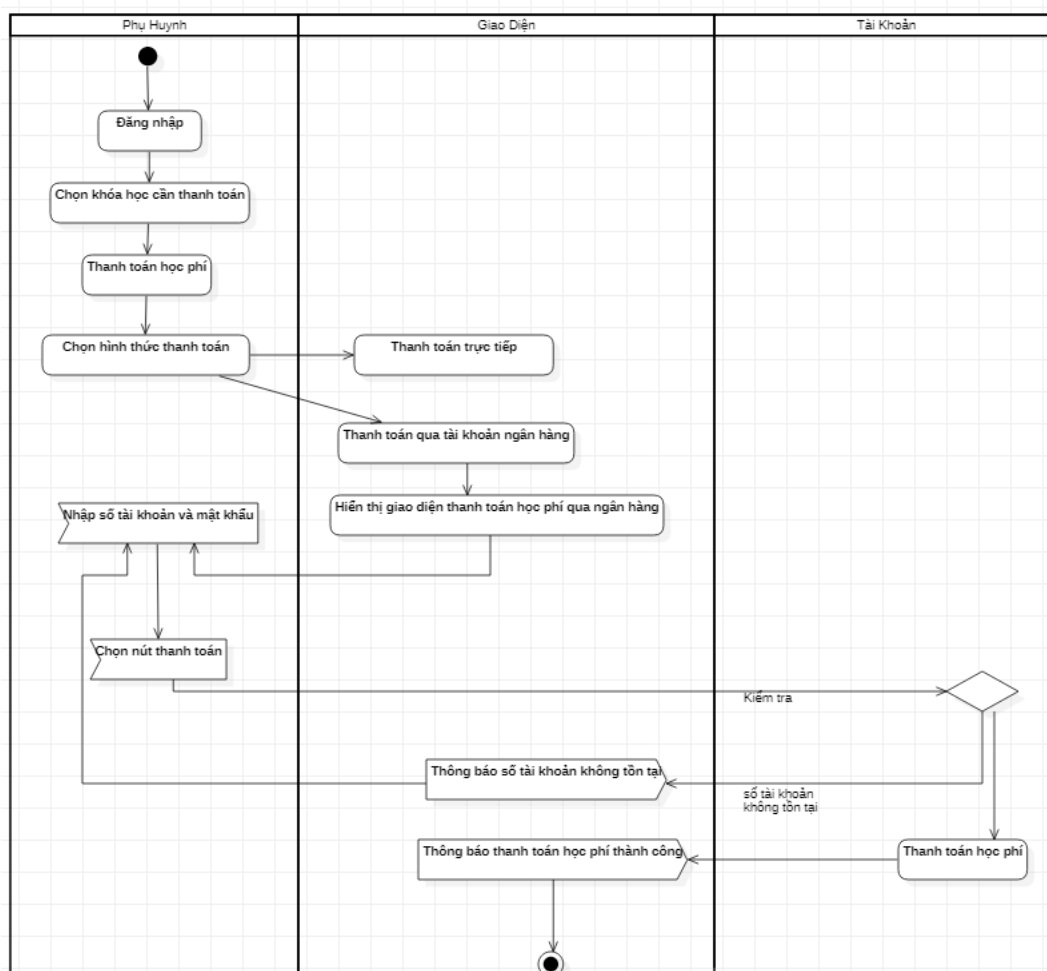 Phụ Huynh
Giao Diện
Tài Khoản
Đăng nhập
Chọn khóa học cần thanh toán
Thanh toán học phí
Chọn hình thức thanh toán
Thanh toán trực tiếp
Thanh toán qua tài khoản ngân hàng
Hiển thị giao diện thanh toán học phí qua ngân hàng
Nhập số tài khoản và mật khẩu
Chọn nút thanh toán
Kiểm tra
Thông báo số tài khoản không tồn tại
số tài khoản
không tồn tại
Thông báo thanh toán học phí thành công
Thanh toán học phí